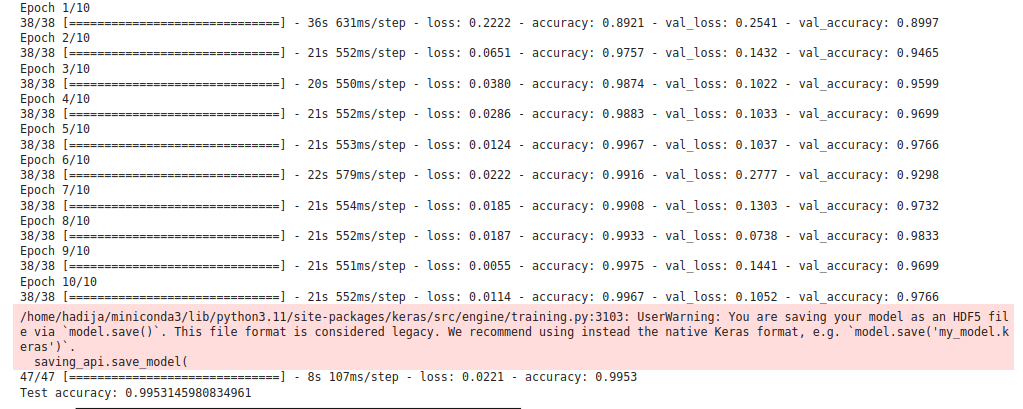 Epoch 1/10
38/38 [==============================] - 36s 631ms/step - loss: 0.2222 - accuracy: 0.8921 - val_loss: 0.2541 - val_accuracy: 0.8997
Epoch 2/10
38/38 [==============================] - 21s 552ms/step - loss: 0.0651 - accuracy: 0.9757 - val_loss: 0.1432 - val_accuracy: 0.9465
Epoch 3/10
38/38 [==============================] - 20s 550ms/step - loss: 0.0380 - accuracy: 0.9874 - val_loss: 0.1022 - val_accuracy: 0.9599
Epoch 4/10
38/38 [==============================] - 21s 552ms/step - loss: 0.0286 - accuracy: 0.9883 - val_loss: 0.1033 - val_accuracy: 0.9699
Epoch 5/10
38/38 [==============================] - 21s 553ms/step - loss: 0.0124 - accuracy: 0.9967 - val_loss: 0.1037 - val_accuracy: 0.9766
Epoch 6/10
38/38 [==============================] - 22s 579ms/step - loss: 0.0222 - accuracy: 0.9916 - val_loss: 0.2777 - val_accuracy: 0.9298
Epoch 7/10
38/38 [==============================] - 21s 554ms/step - loss: 0.0185 - accuracy: 0.9908 - val_loss: 0.1303 - val_accuracy: 0.9732
Epoch 8/10
38/38 [==============================] - 21s 552ms/step - loss: 0.0187 - accuracy: 0.9933 - val_loss: 0.0738 - val_accuracy: 0.9833
Epoch 9/10
38/38 [==============================] - 21s 551ms/step - loss: 0.0055 - accuracy: 0.9975 - val_loss: 0.1441 - val_accuracy: 0.9699
Epoch 10/10
38/38 [==============================] - 21s 552ms/step - loss: 0.0114 - accuracy: 0.9967 - val_loss: 0.1052 - val_accuracy: 0.9766
/home/hadija/miniconda3/lib/python3.11/site-packages/keras/src/engine/training.py:3103: UserWarning: You are saving your model as an HDF5 fil
e via `model.save()`. This file format is considered legacy. We recommend using instead the native Keras format, e.g. `model.save('my_model.k
eras')`.
  saving_api.save_model(
47/47 [==============================] - 8s 107ms/step - loss: 0.0221 - accuracy: 0.9953
Test accuracy: 0.9953145980834961